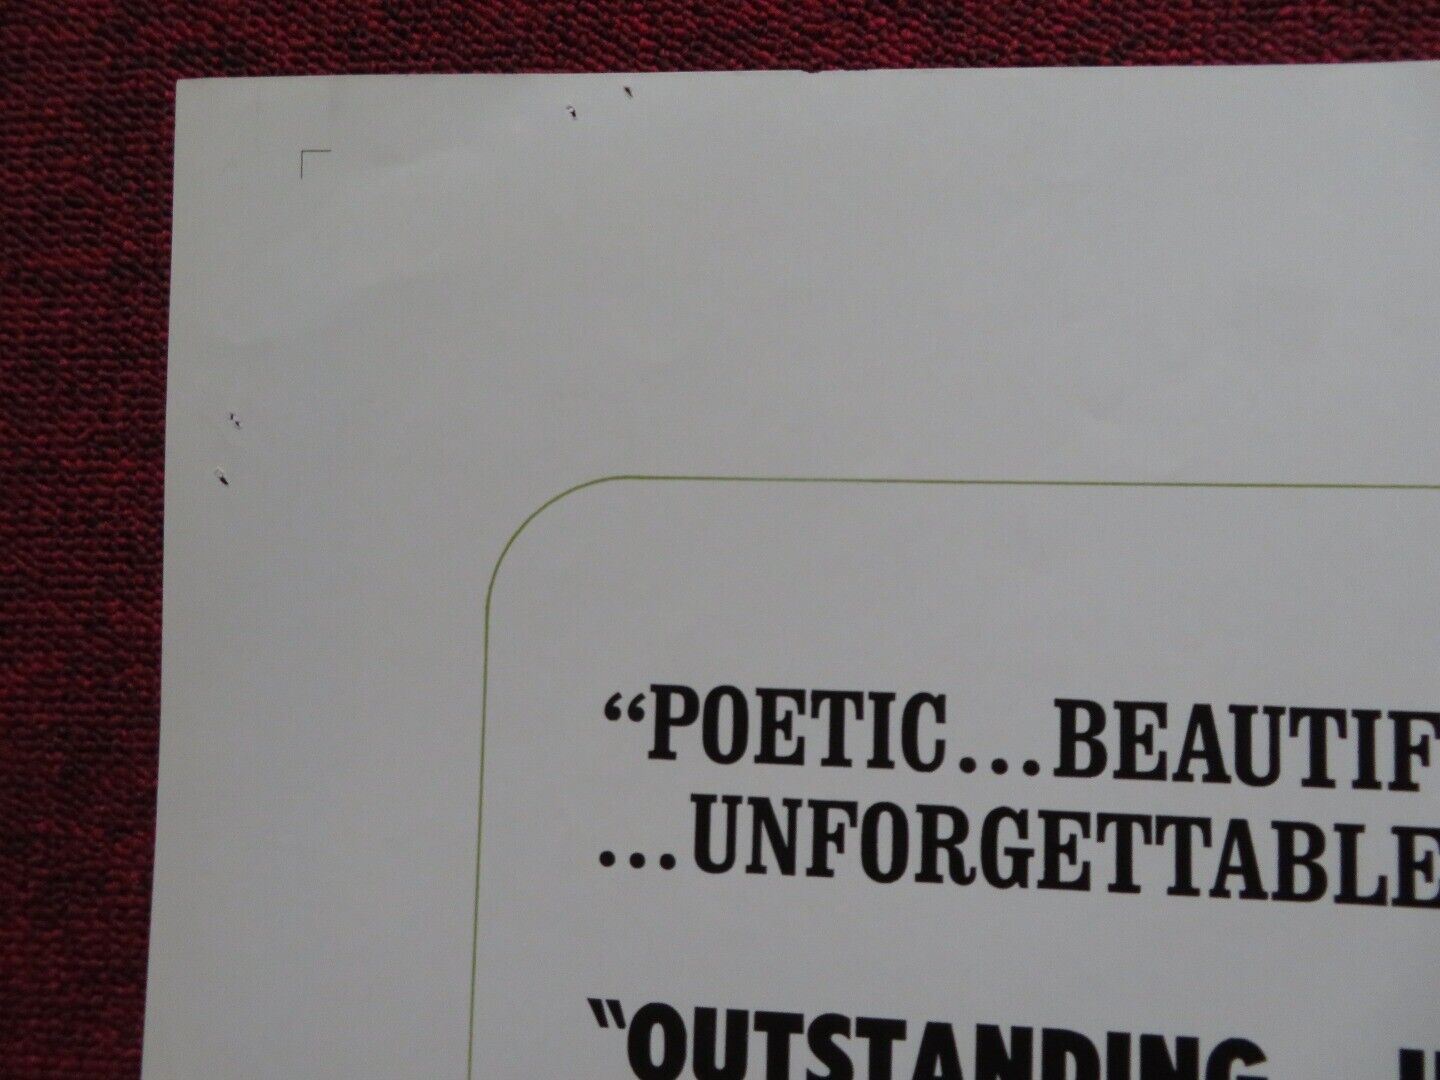 “POETIC...BEAUTIF
...UNFORGETTABLE
“OUTSTANDING...